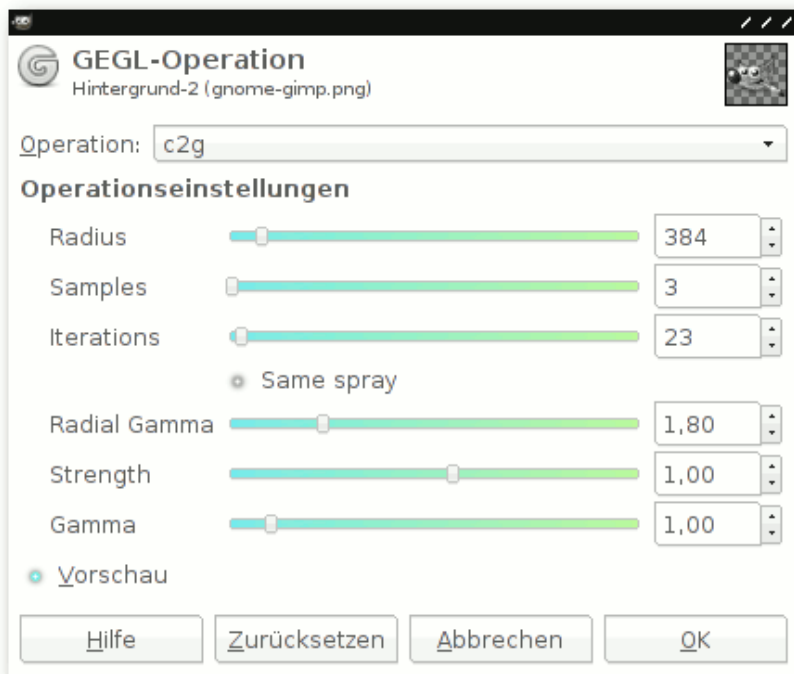 GEGL-Operation
Hintergrund-2 (gnome-gimp.png)
Operation: c2g
Operationseinstellungen
Radius 384
Samples 3
Iterations 23
Same spray
Radial Gamma 1,80
Strength 1,00
Gamma 1,00
Vorschau
Hilfe Zurücksetzen Abbrechen OK